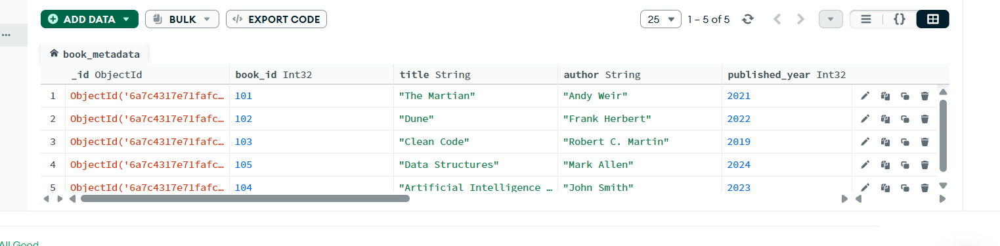 ADD DATA BULK EXPORT CODE 25 1 – 5 of 5
book_metadata
_id ObjectId book_id Int32 title String author String published_year Int32
1 ObjectId('6a7c4317e71fafc… 101 "The Martian" "Andy Weir" 2021
2 ObjectId('6a7c4317e71fafc… 102 "Dune" "Frank Herbert" 2022
3 ObjectId('6a7c4317e71fafc… 103 "Clean Code" "Robert C. Martin" 2019
4 ObjectId('6a7c4317e71fafc… 105 "Data Structures" "Mark Allen" 2024
5 ObjectId('6a7c4317e71fafc… 104 "Artificial Intelligence … "John Smith" 2023
All Good